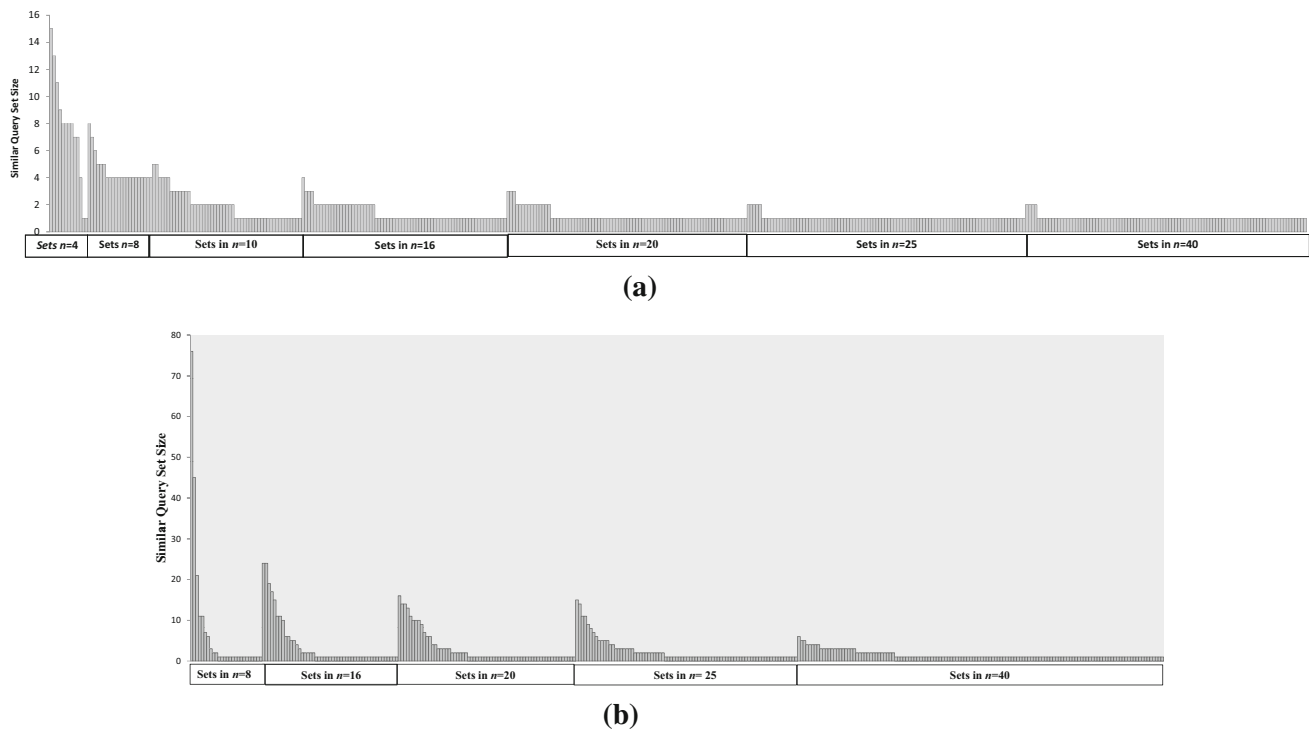 16
14
12
10
8
6
4
2
0
Similar Query Set Size
Sets n=4
Sets n=8
Sets in n=10
Sets in n=16
Sets in n=20
Sets in n=25
Sets in n=40
(a)
80
70
60
50
40
30
20
10
0
Similar Query Set Size
Sets in n=8
Sets in n=16
Sets in n=20
Sets in n= 25
Sets in n=40
(b)